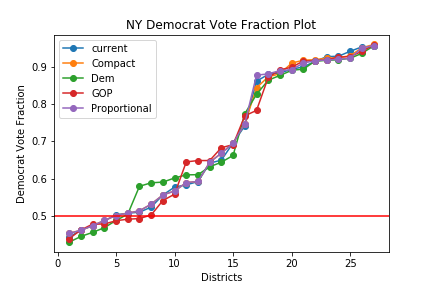 NY Democrat Vote Fraction Plot
current
Compact
Dem
GOP
Proportional
Democrat Vote Fraction
0.9
0.8
0.7
0.6
0.5
0
5
10
15
20
25
Districts